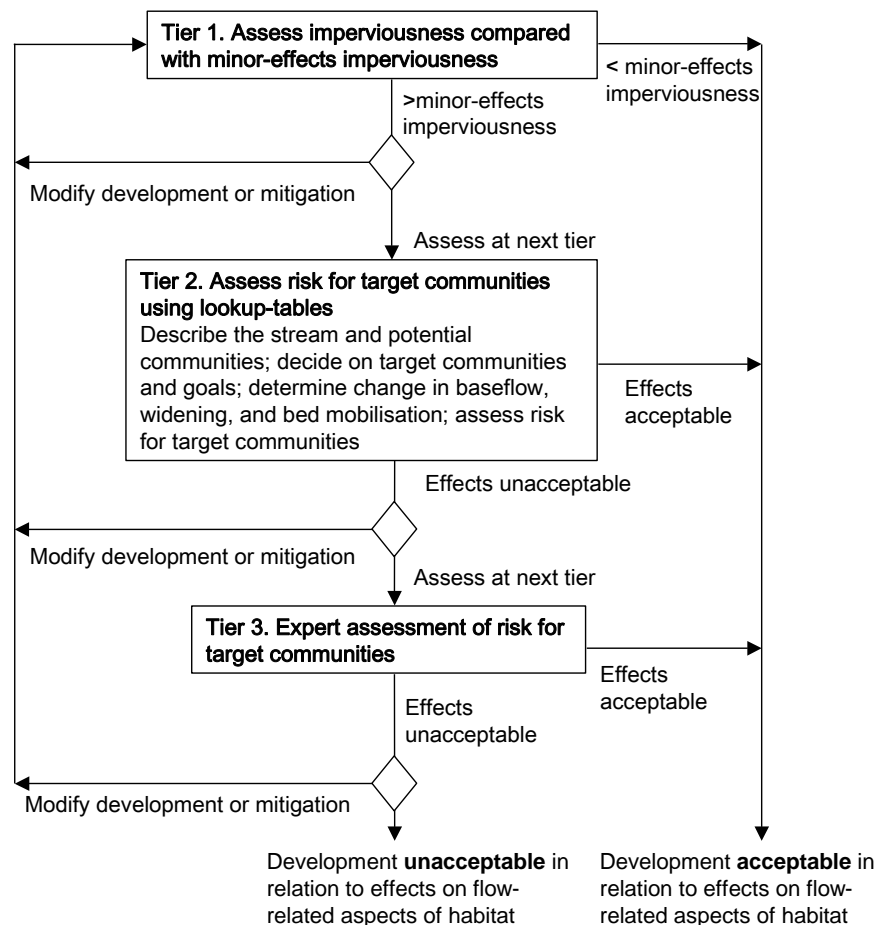 Tier 1. Assess imperviousness compared
with minor-effects imperviousness
< minor-effects
imperviousness
>minor-effects
imperviousness
Modify development or mitigation
Assess at next tier
Tier 2. Assess risk for target communities
using lookup-tables
Describe the stream and potential
communities; decide on target communities
and goals; determine change in baseflow,
widening, and bed mobilisation; assess risk
for target communities
Effects
acceptable
Effects unacceptable
Modify development or mitigation
Assess at next tier
Tier 3. Expert assessment of risk for
target communities
Effects
acceptable
Effects
unacceptable
Modify development or mitigation
Development unacceptable in
relation to effects on flow-
related aspects of habitat
Development acceptable in
relation to effects on flow-
related aspects of habitat